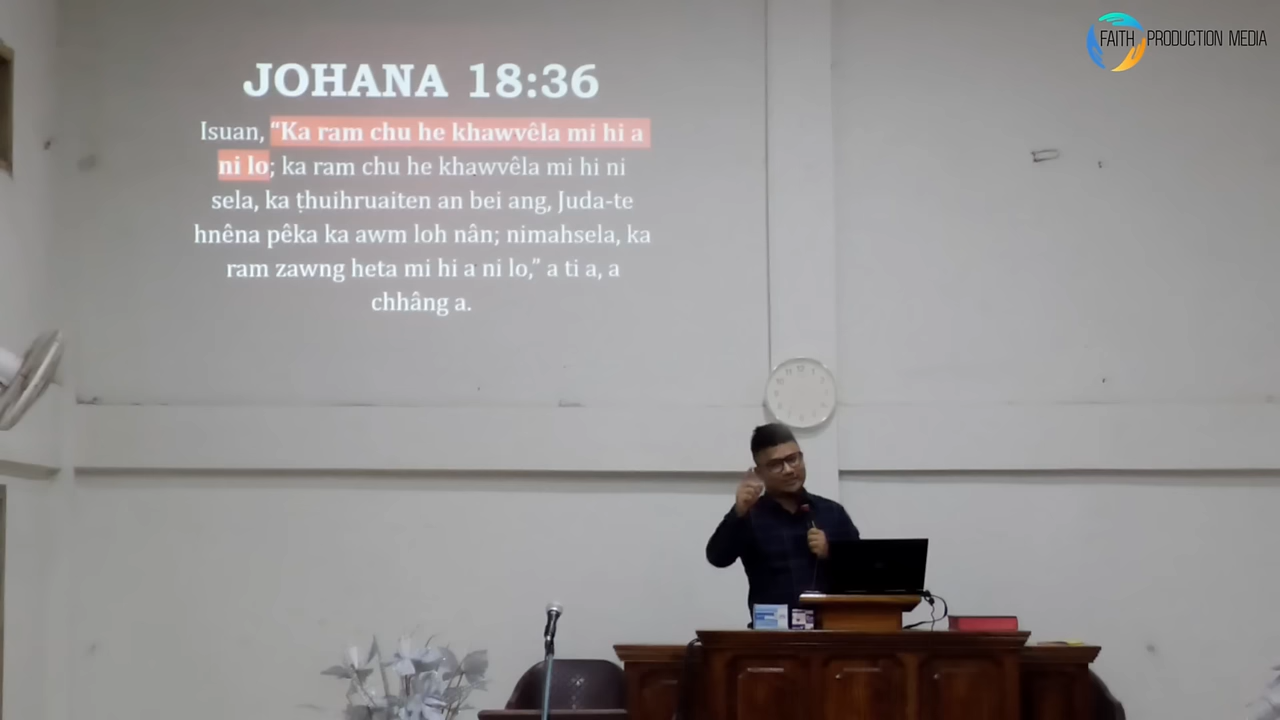 FAITH PRODUCTION MEDIA
JOHANA 18:36
Isuan, “Ka ram chu he khawvêla mi hi a
ni lo; ka ram chu he khawvêla mi hi ni
sela, ka ṭhuihruaiten an bei ang, Juda-te
hnêna pêka ka awm loh nân; nimahsela, ka
ram zawng heta mi hi a ni lo,” a ti a, a
chhâng a.